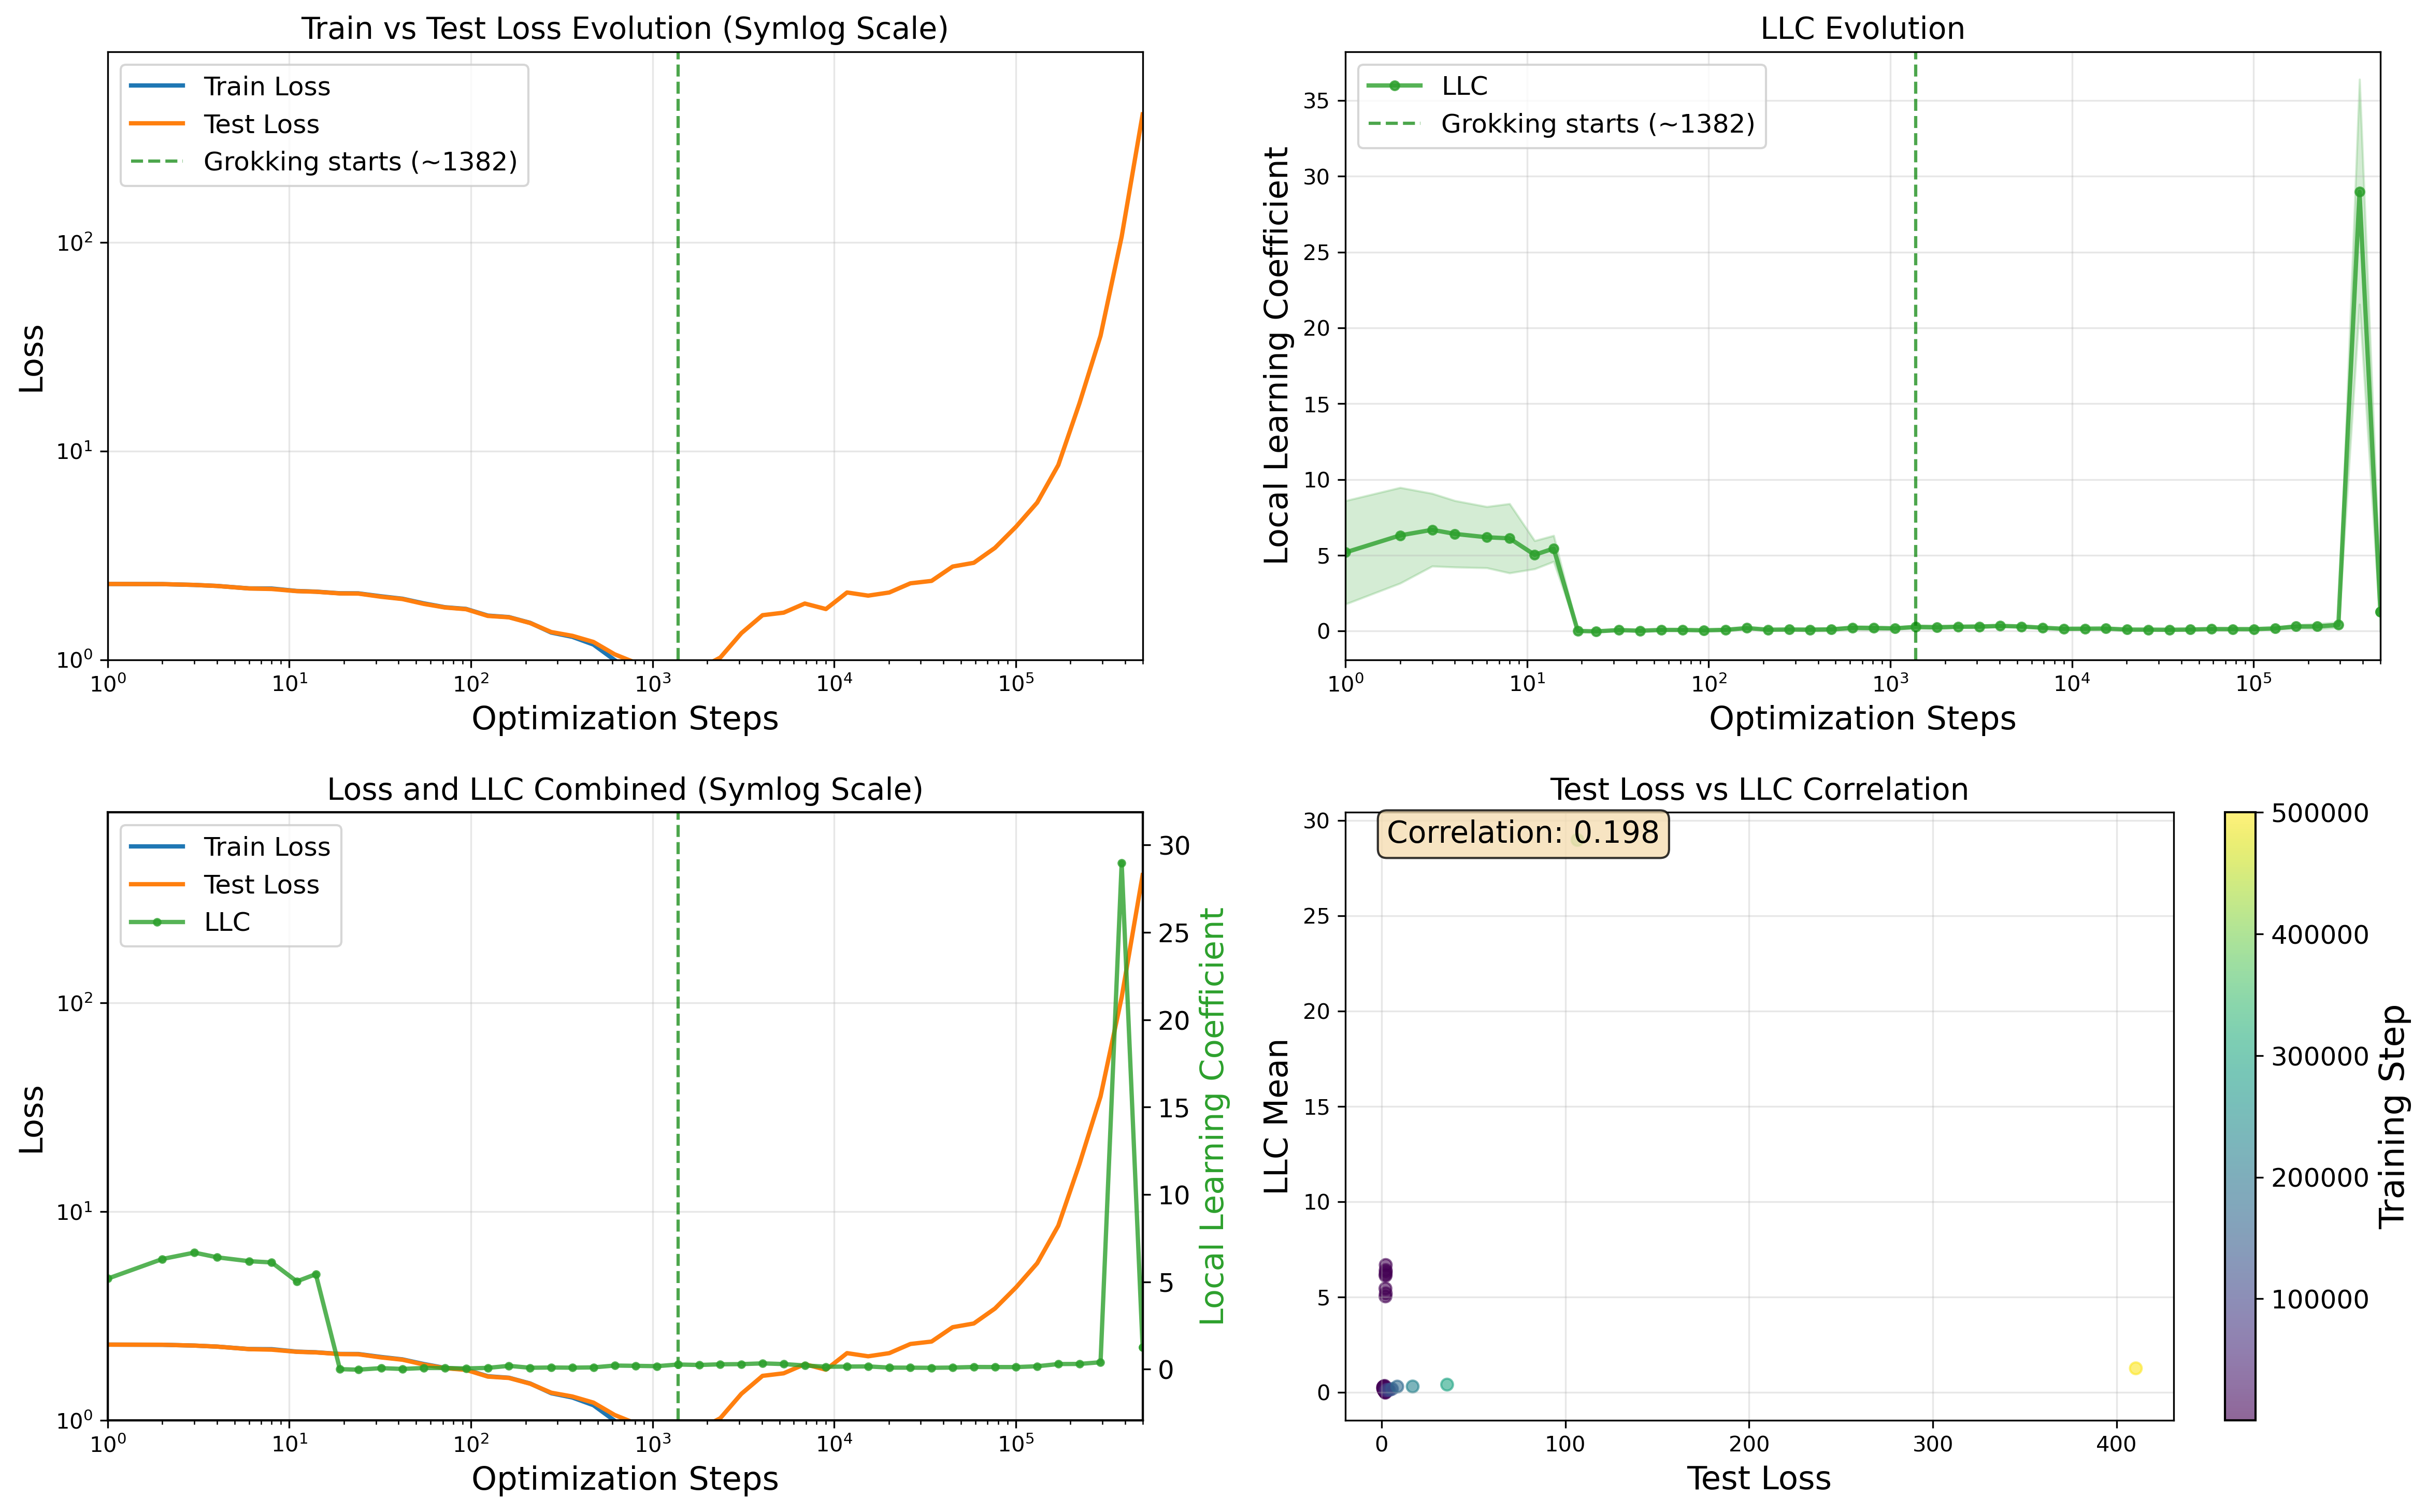 Train vs Test Loss Evolution (Symlog Scale)
Train Loss
Test Loss
Grokking starts (~1382)
Loss
10²
10¹
10⁰
10⁰ 10¹ 10² 10³ 10⁴ 10⁵
Optimization Steps
LLC Evolution
LLC
Grokking starts (~1382)
Local Learning Coefficient
35
30
25
20
15
10
5
0
10⁰ 10¹ 10² 10³ 10⁴ 10⁵
Optimization Steps
Loss and LLC Combined (Symlog Scale)
Train Loss
Test Loss
LLC
Loss
10²
10¹
10⁰
10⁰ 10¹ 10² 10³ 10⁴ 10⁵
Optimization Steps
30
25
20
15
10
5
0
Local Learning Coefficient
Test Loss vs LLC Correlation
Correlation: 0.198
LLC Mean
30
25
20
15
10
5
0
0 100 200 300 400
Test Loss
500000
400000
300000
200000
100000
Training Step